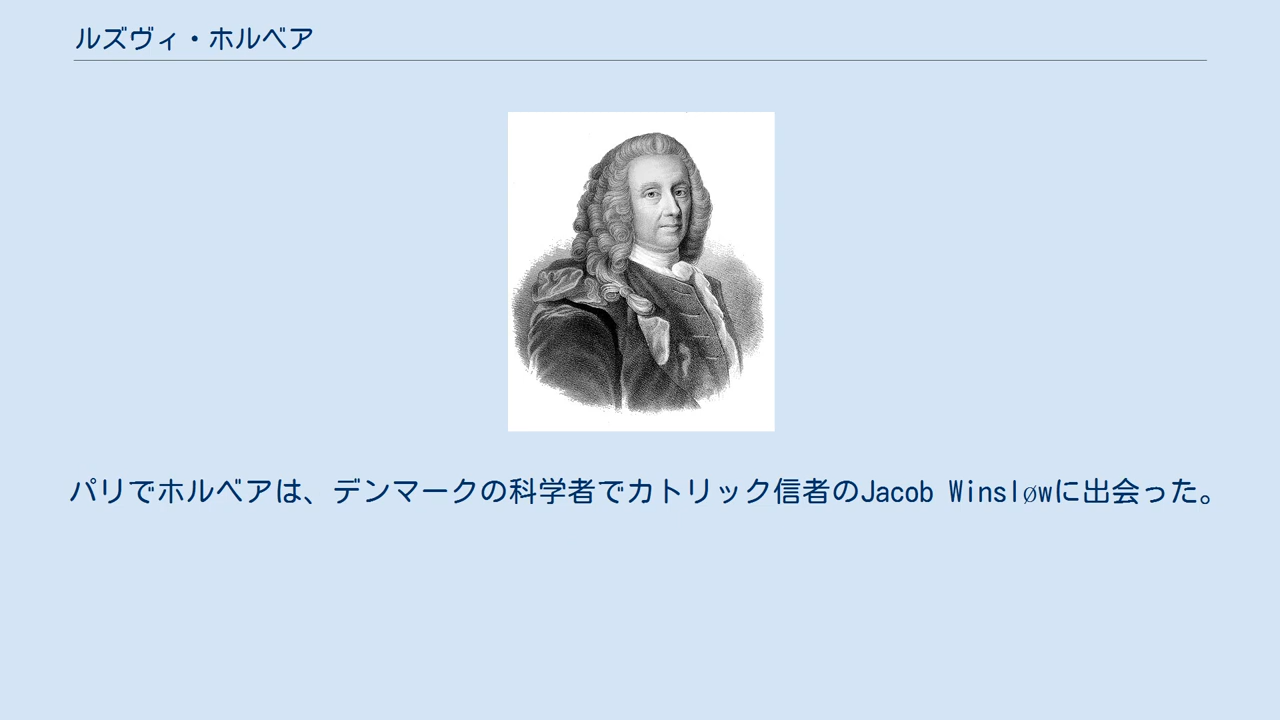 ルズヴィ・ホルベア
パリでホルベアは、デンマークの科学者でカトリック信者のJacob Winsløwに出会った。